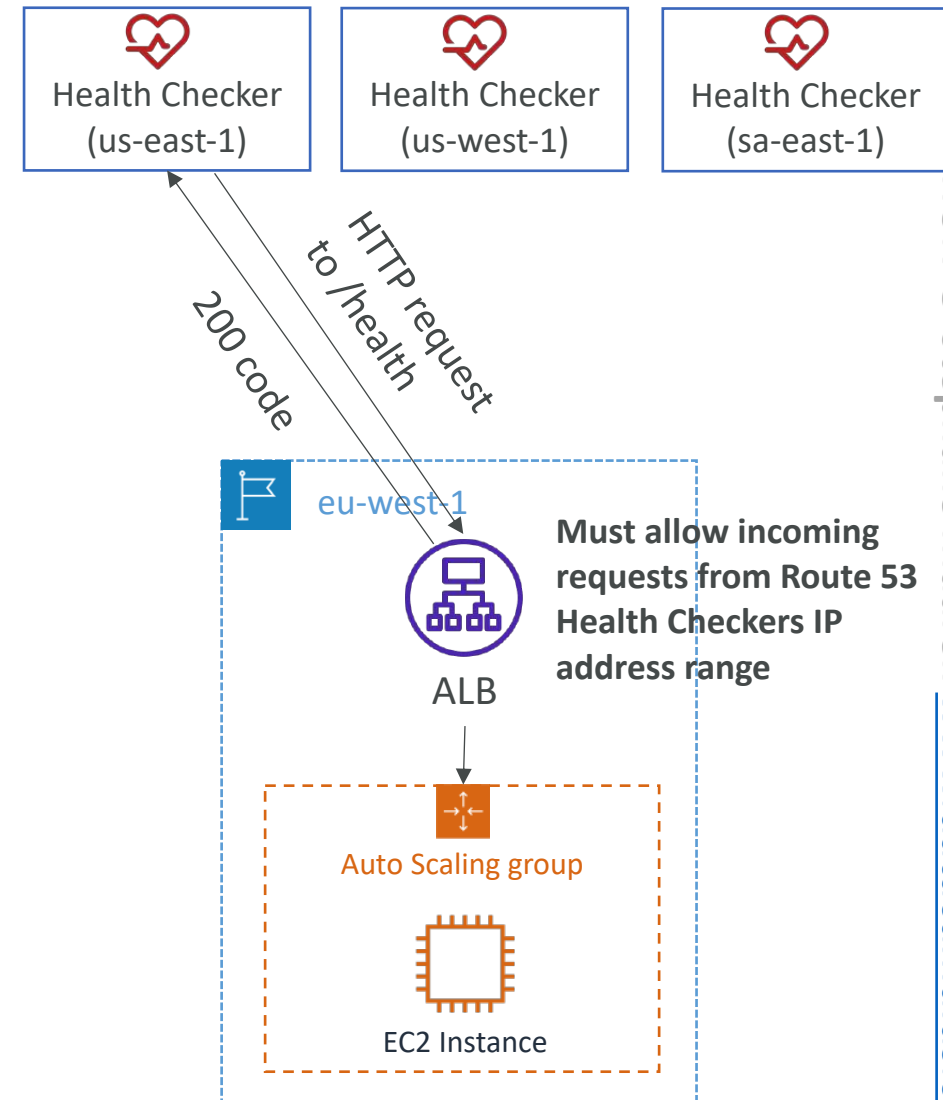 Health Checker
(us-east-1)
Health Checker
(us-west-1)
Health Checker
(sa-east-1)
HTTP request
to /health
200 code
eu-west-1
Must allow incoming
requests from Route 53
Health Checkers IP
address range
ALB
Auto Scaling group
EC2 Instance